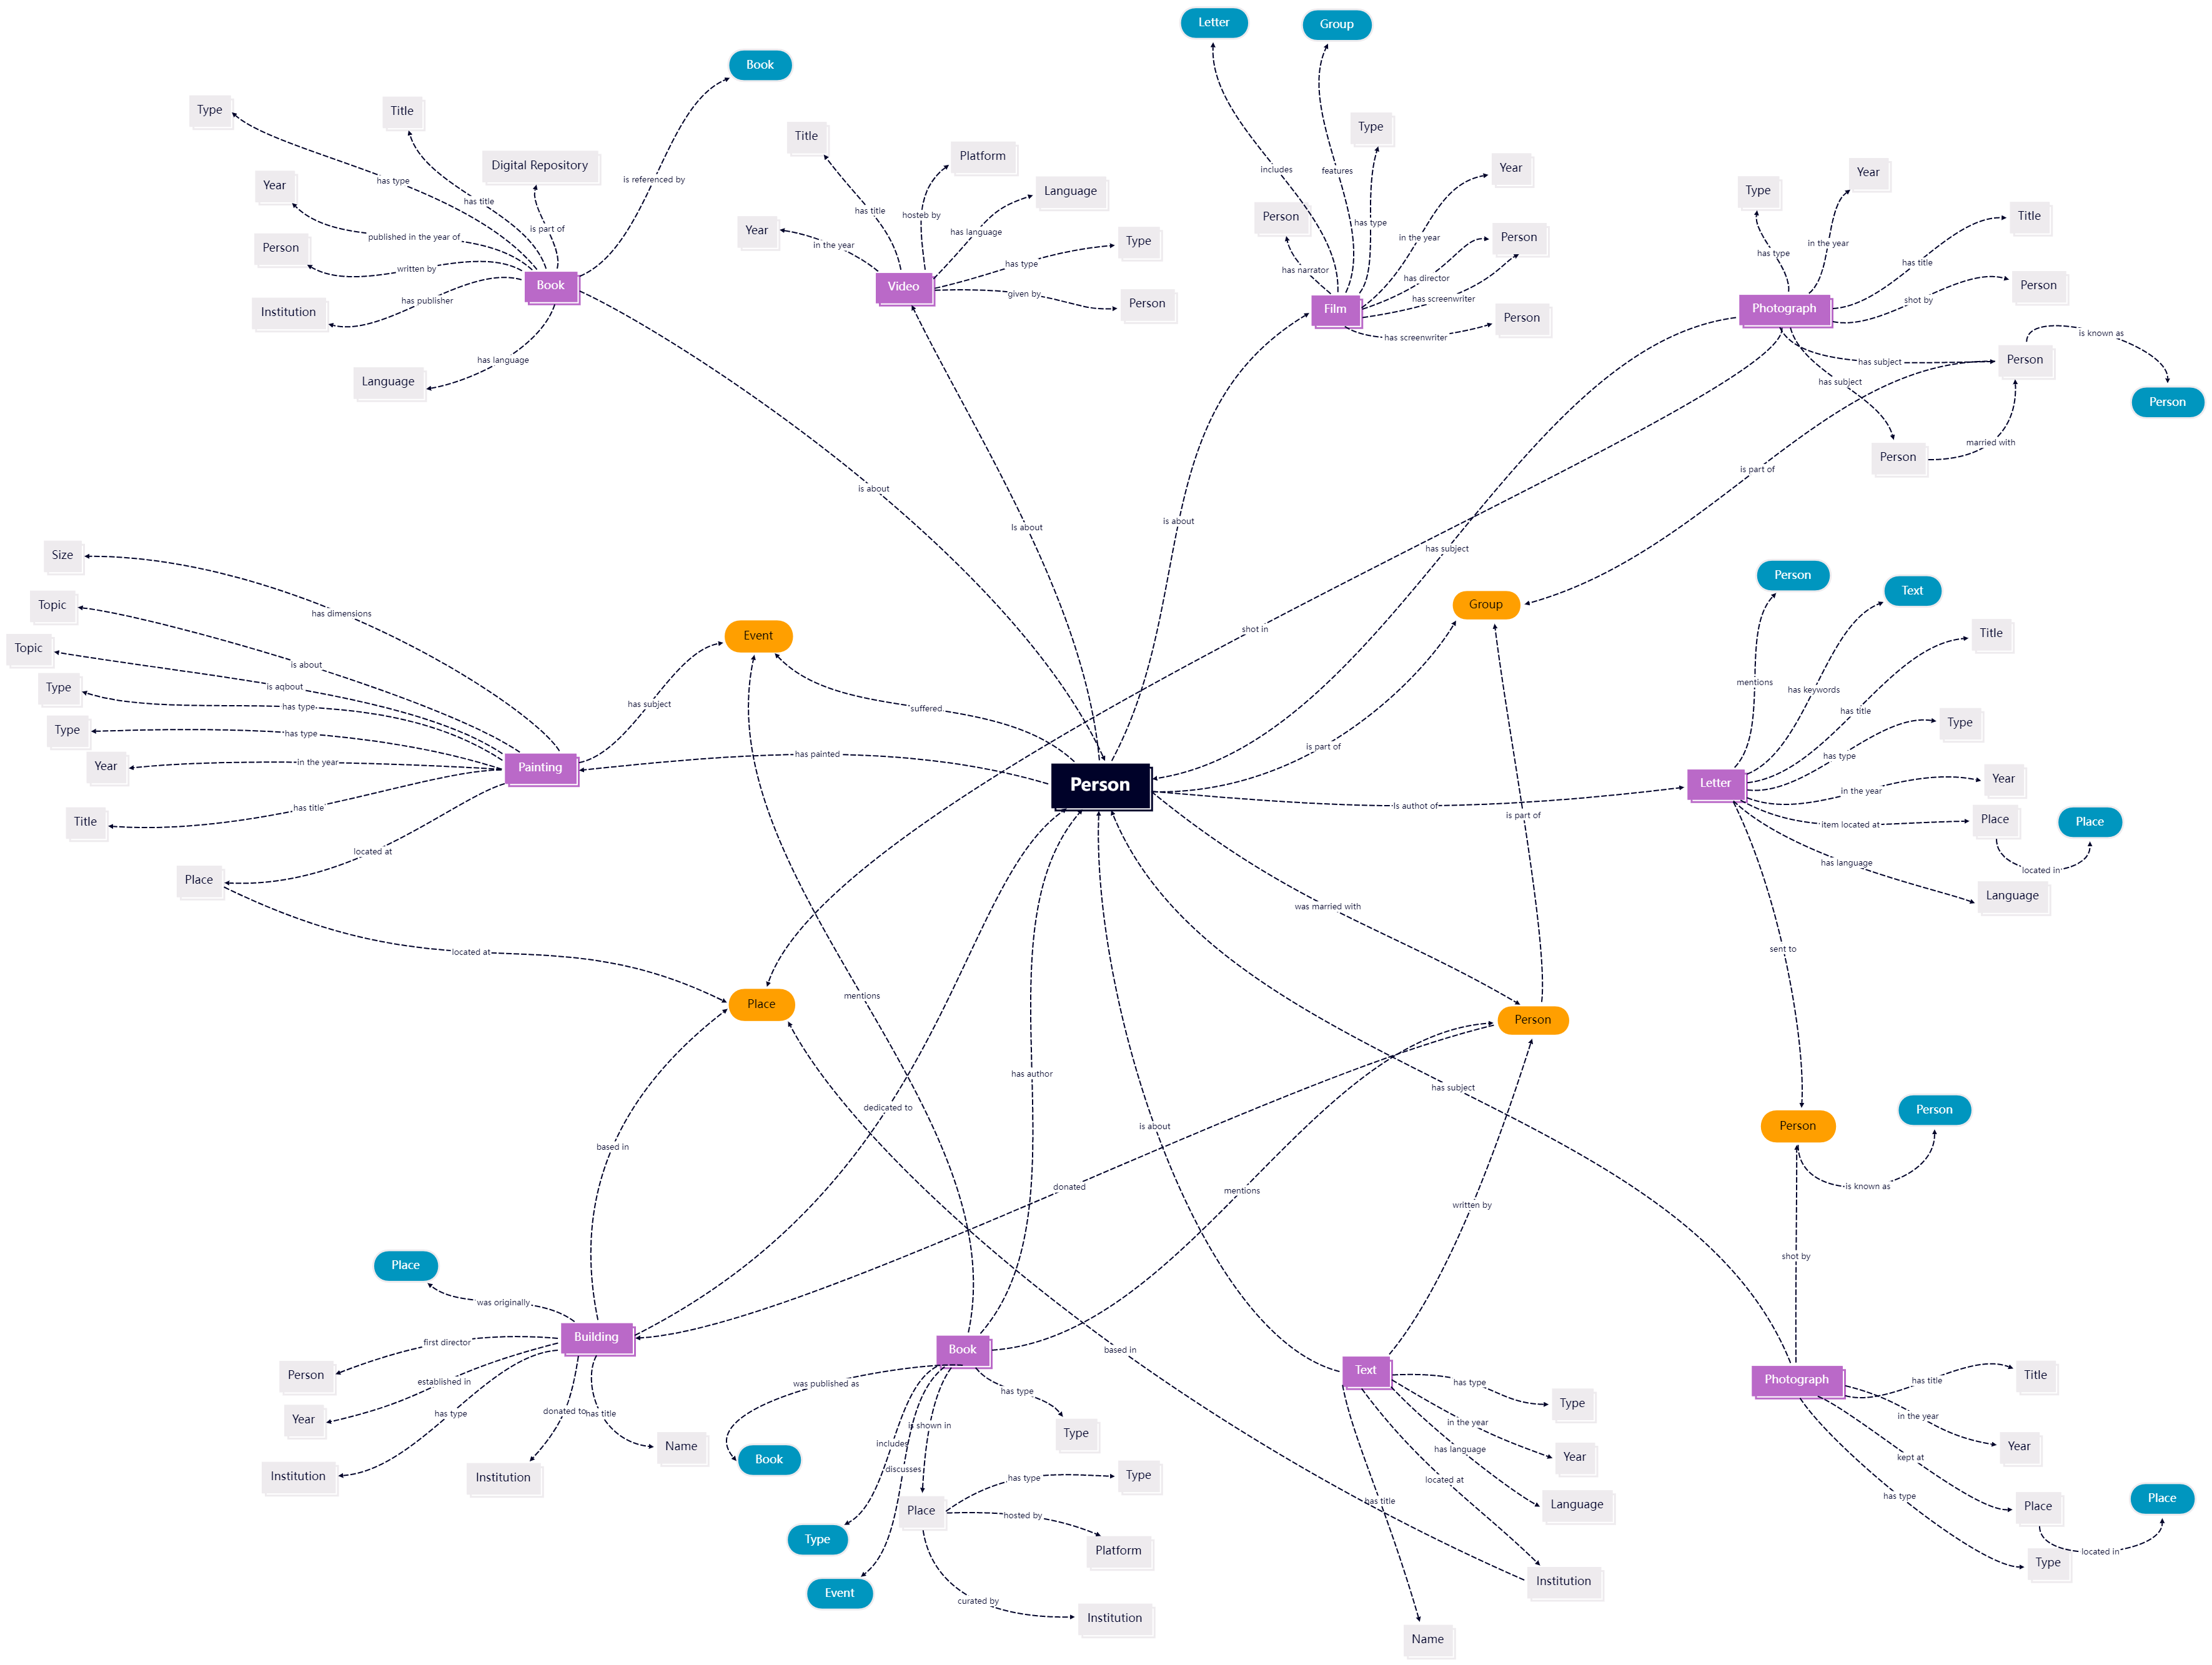 Letter
Group
Book
Type
Title
Digital Repository
Year
Person
Institution
Language
has type
has title
is part of
published in the year of
written by
has publisher
has language
is referenced by
Book
is about
Title
Platform
Language
Year
Type
Person
has title
hosted by
in the year
has language
has type
given by
Video
Is about
includes
features
Type
Year
Person
Person
Person
has type
in the year
has narrator
has director
has screenwriter
has screenwriter
Film
is about
Type
Year
Title
Person
Person
Person
Person
has type
in the year
has title
shot by
has subject
has subject
is known as
married with
Photograph
is part of
has subject
shot in
Size
Topic
Topic
Type
Type
Year
Title
Place
has dimensions
is about
is aqbout
has type
has type
in the year
has title
located at
located at
Painting
has subject
Event
suffered
has painted
Group
is part of
is part of
Person
Is authot of
was married with
Person
Text
Title
Type
Year
Place
Place
Language
mentions
has keywords
has title
has type
in the year
item located at
located in
has language
Letter
sent to
Place
Person
mentions
has author
dedicated to
based in
is about
has subject
donated
mentions
written by
Person
Person
is known as
shot by
Place
was originally
Building
first director
established in
has type
donated to
has title
Person
Year
Institution
Institution
Name
Book
was published as
includes
discusses
is shown in
has type
Book
Type
Event
Type
Place
has type
hosted by
curated by
Type
Platform
Institution
based in
Text
has type
in the year
has language
located at
has title
Type
Year
Language
Institution
Name
Photograph
has title
in the year
kept at
has type
Title
Year
Place
Type
located in
Place